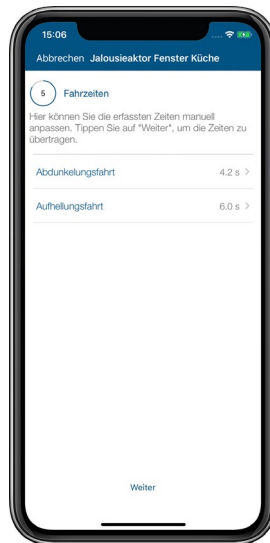 15:06
Abbrechen Jalousieaktor Fenster Küche
5 Fahrzeiten
Hier können Sie die erfassten Zeiten manuell
anpassen. Tippen Sie auf "Weiter", um die Zeiten zu
übertragen.
Abdunkelungsfahrt 4.2 s >
Aufhellungsfahrt 6.0 s >
Weiter